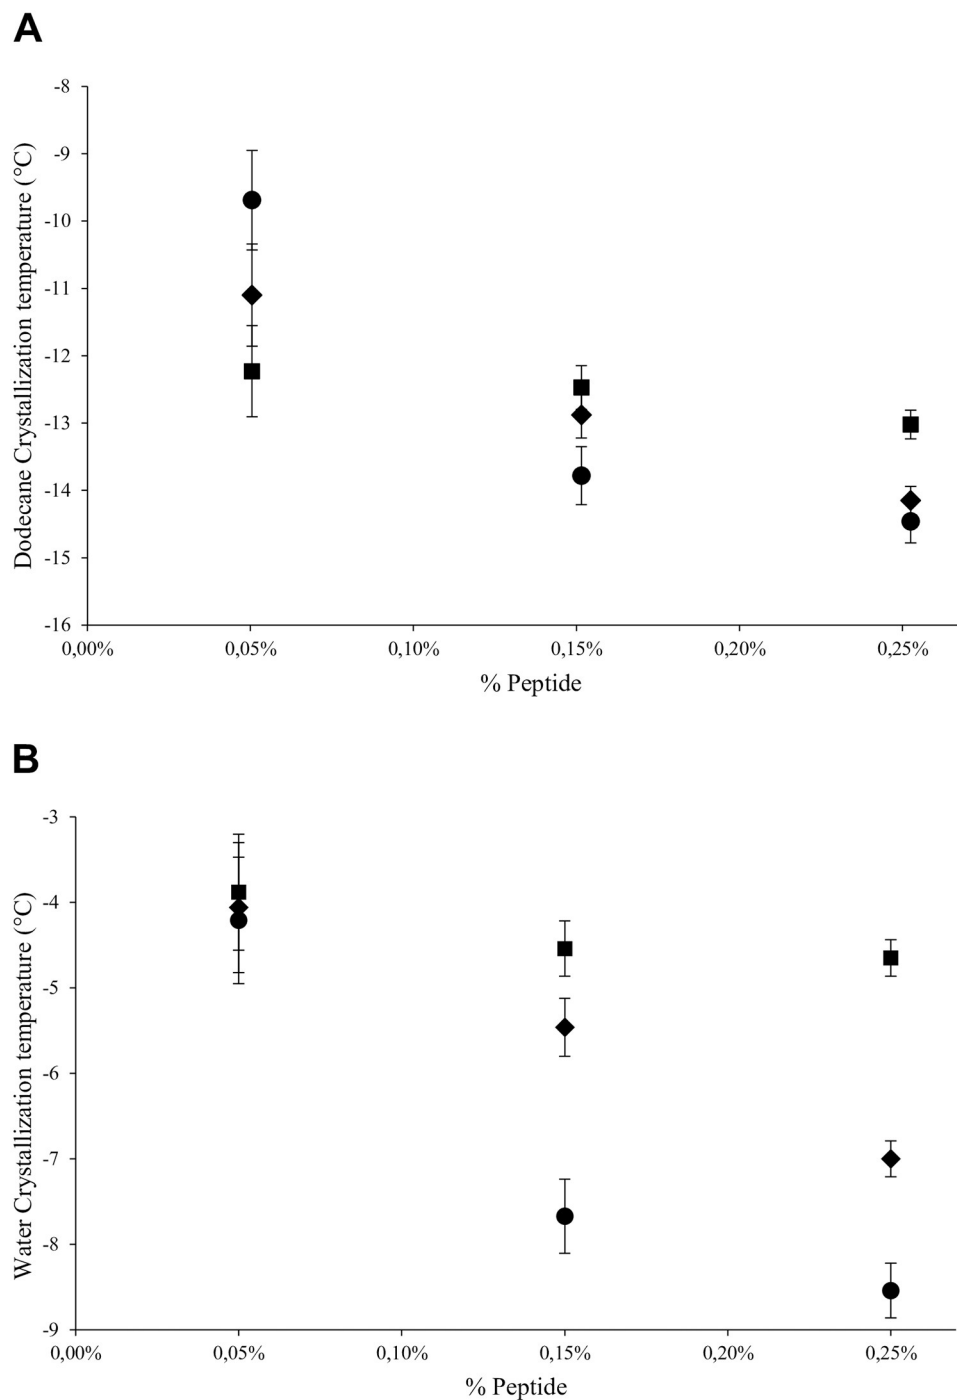 A
-8
-9
-10
-11
-12
-13
-14
-15
-16
Dodecane Crystallization temperature (°C)
0,00% 0,05% 0,10% 0,15% 0,20% 0,25%
% Peptide
B
-3
-4
-5
-6
-7
-8
-9
Water Crystallization temperature (°C)
0,00% 0,05% 0,10% 0,15% 0,20% 0,25%
% Peptide